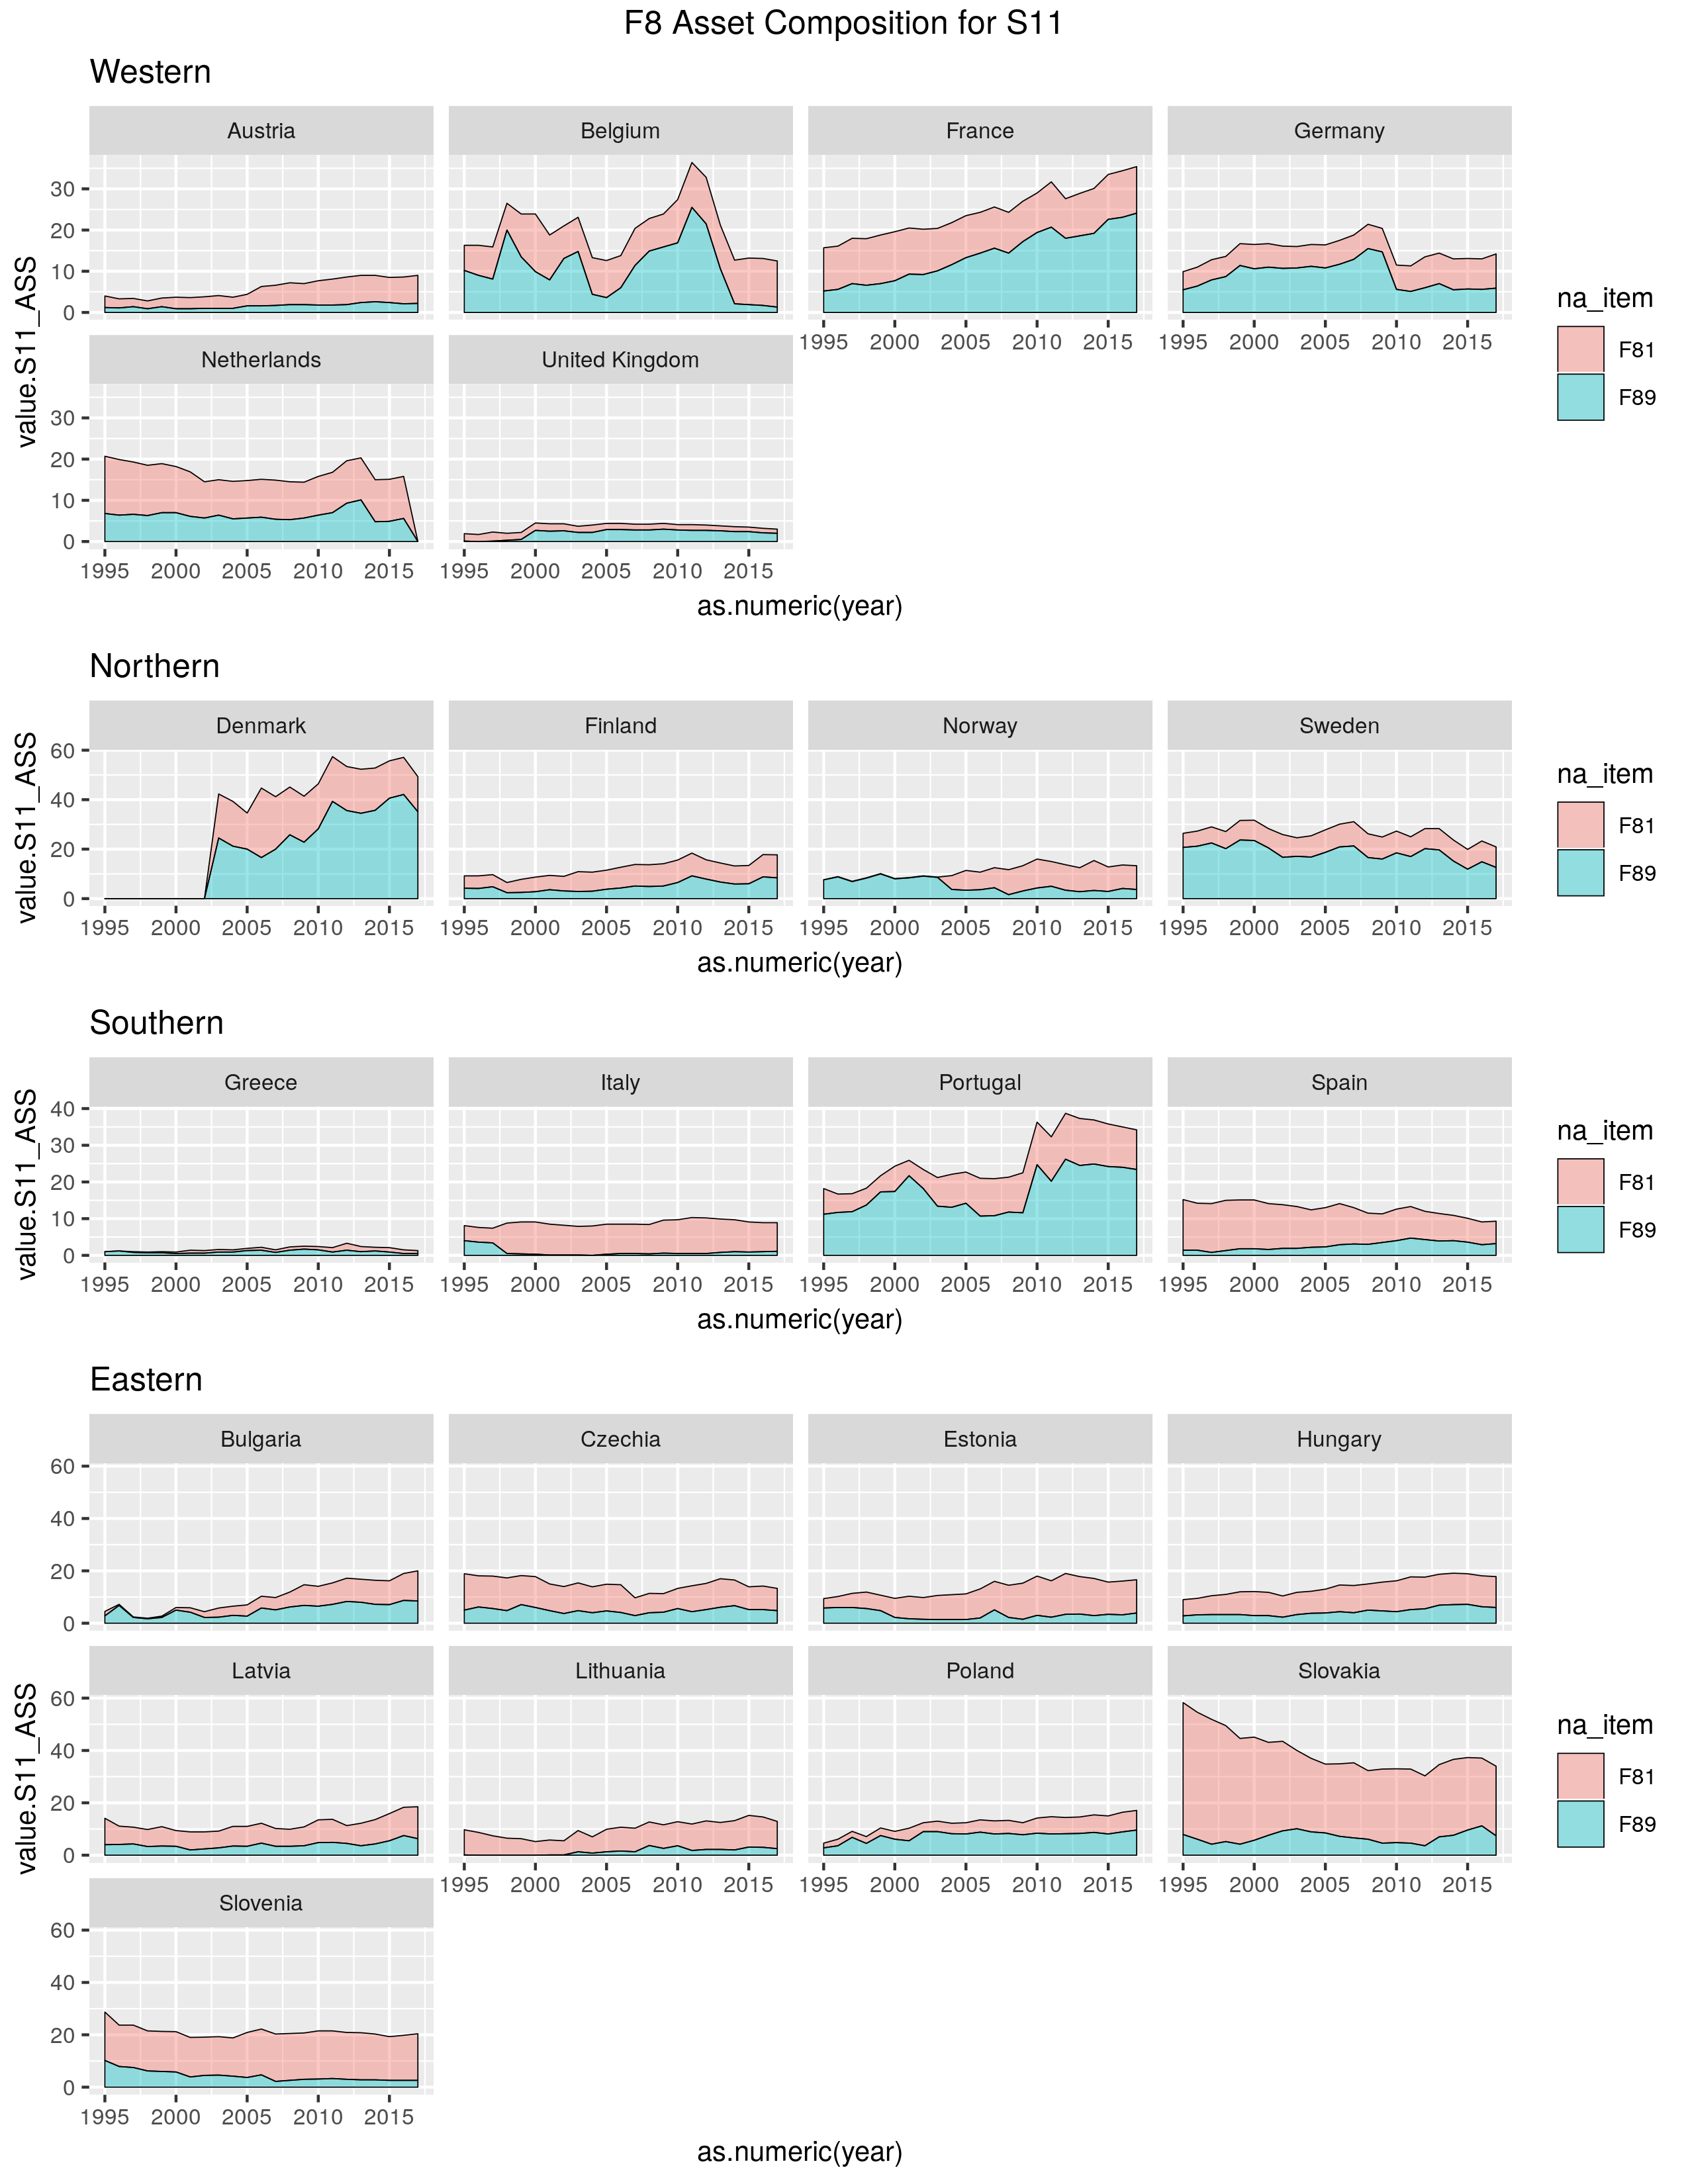 F8 Asset Composition for S11
Western
Austria Belgium France Germany
30
20
10
0
1995 2000 2005 2010 2015 1995 2000 2005 2010 2015
Netherlands United Kingdom
30
20
10
0
1995 2000 2005 2010 2015 1995 2000 2005 2010 2015
value.S11_ASS
as.numeric(year)
na_item
F81
F89
Northern
Denmark Finland Norway Sweden
60
40
20
0
1995 2000 2005 2010 2015 1995 2000 2005 2010 2015 1995 2000 2005 2010 2015 1995 2000 2005 2010 2015
value.S11_ASS
as.numeric(year)
na_item
F81
F89
Southern
Greece Italy Portugal Spain
40
30
20
10
0
1995 2000 2005 2010 2015 1995 2000 2005 2010 2015 1995 2000 2005 2010 2015 1995 2000 2005 2010 2015
value.S11_ASS
as.numeric(year)
na_item
F81
F89
Eastern
Bulgaria Czechia Estonia Hungary
60
40
20
0
Latvia Lithuania Poland Slovakia
60
40
20
0
1995 2000 2005 2010 2015 1995 2000 2005 2010 2015 1995 2000 2005 2010 2015
Slovenia
60
40
20
0
1995 2000 2005 2010 2015
value.S11_ASS
as.numeric(year)
na_item
F81
F89